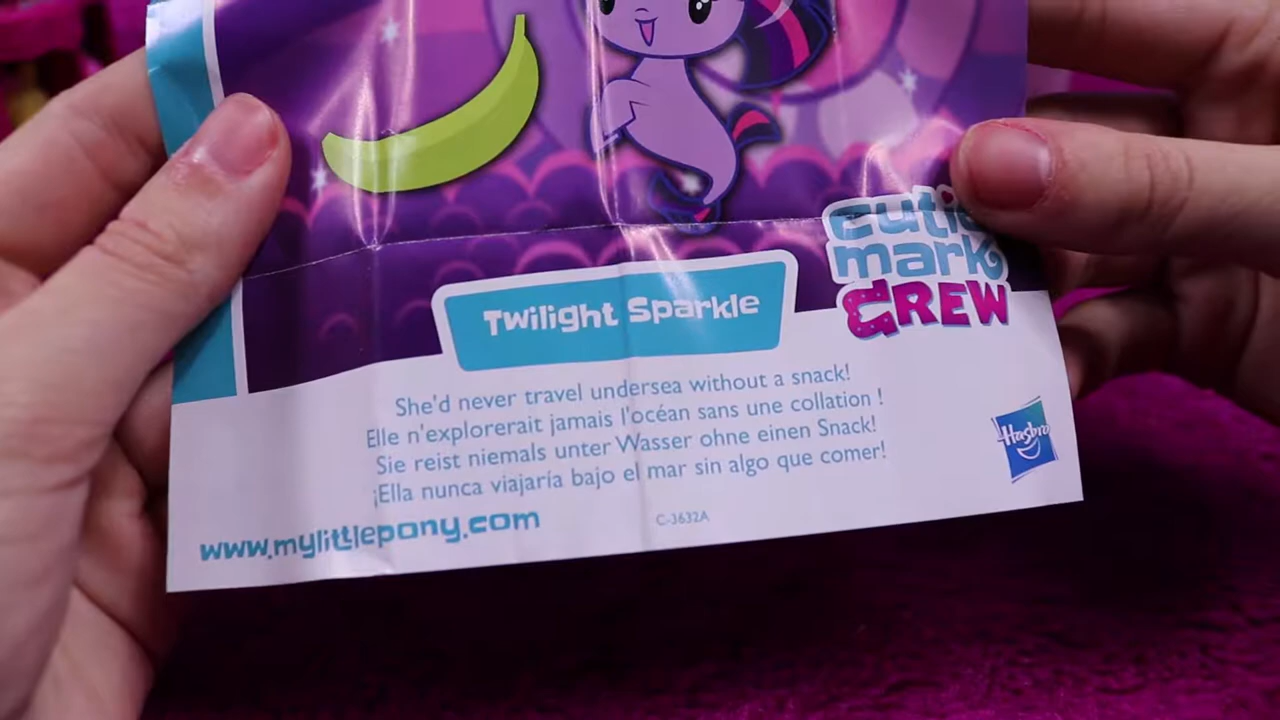 cutie
mark
CREW
Twilight Sparkle
She'd never travel undersea without a snack!
Elle n'explorerait jamais l'océan sans une collation !
Sie reist niemals unter Wasser ohne einen Snack!
¡Ella nunca viajaría bajo el mar sin algo que comer!
Hasbro
www.mylittlepony.com
C-3632A